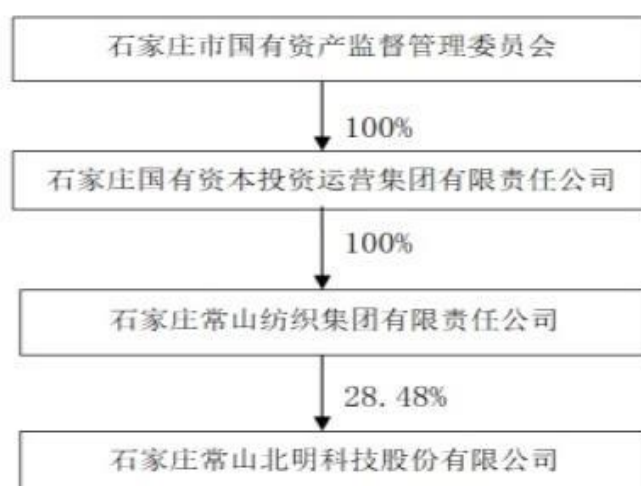 石家庄市国有资产监督管理委员会
100%
石家庄国有资本投资运营集团有限责任公司
100%
石家庄常山纺织集团有限责任公司
28.48%
石家庄常山北明科技股份有限公司